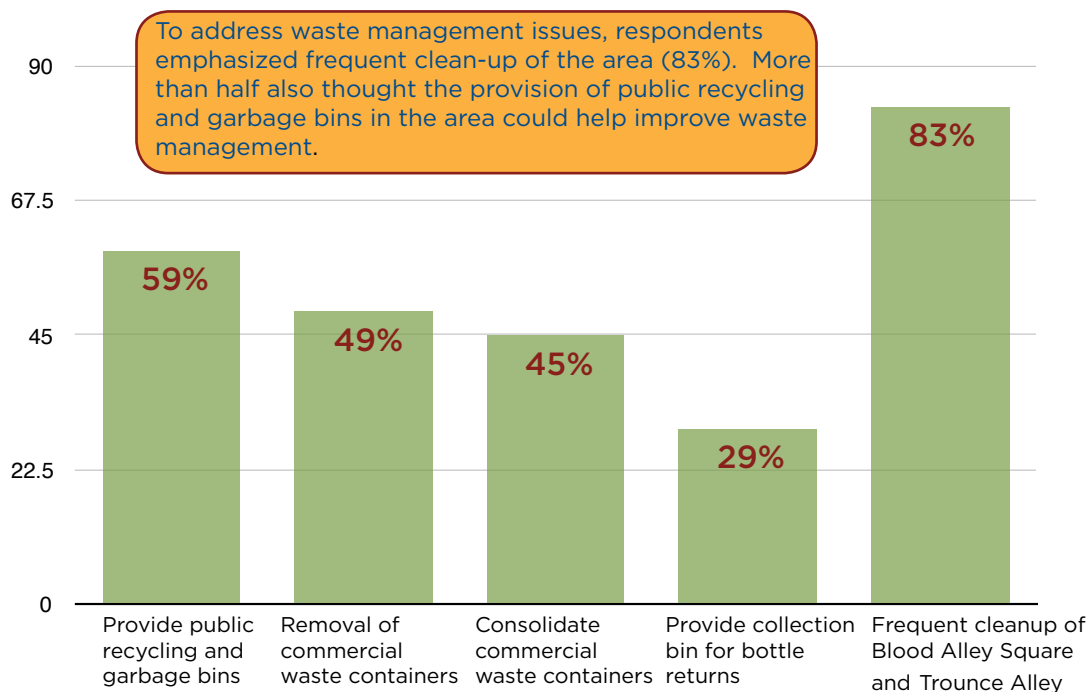 To address waste management issues, respondents
emphasized frequent clean-up of the area (83%).  More
than half also thought the provision of public recycling
and garbage bins in the area could help improve waste
management.
90
67.5
45
22.5
0
59%
49%
45%
29%
83%
Provide public
recycling and
garbage bins
Removal of
commercial
waste containers
Consolidate
commercial
waste containers
Provide collection
bin for bottle
returns
Frequent cleanup of
Blood Alley Square
and Trounce Alley